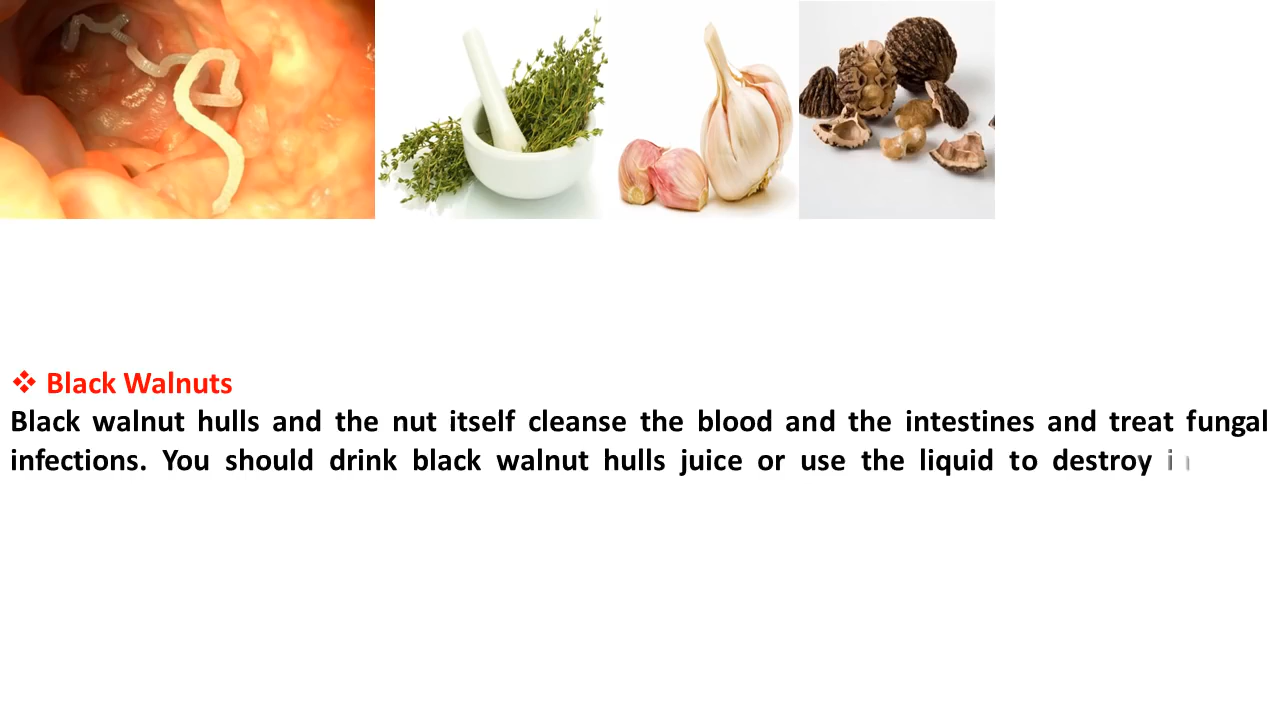 ❖ Black Walnuts
Black walnut hulls and the nut itself cleanse the blood and the intestines and treat fungal
infections. You should drink black walnut hulls juice or use the liquid to destroy